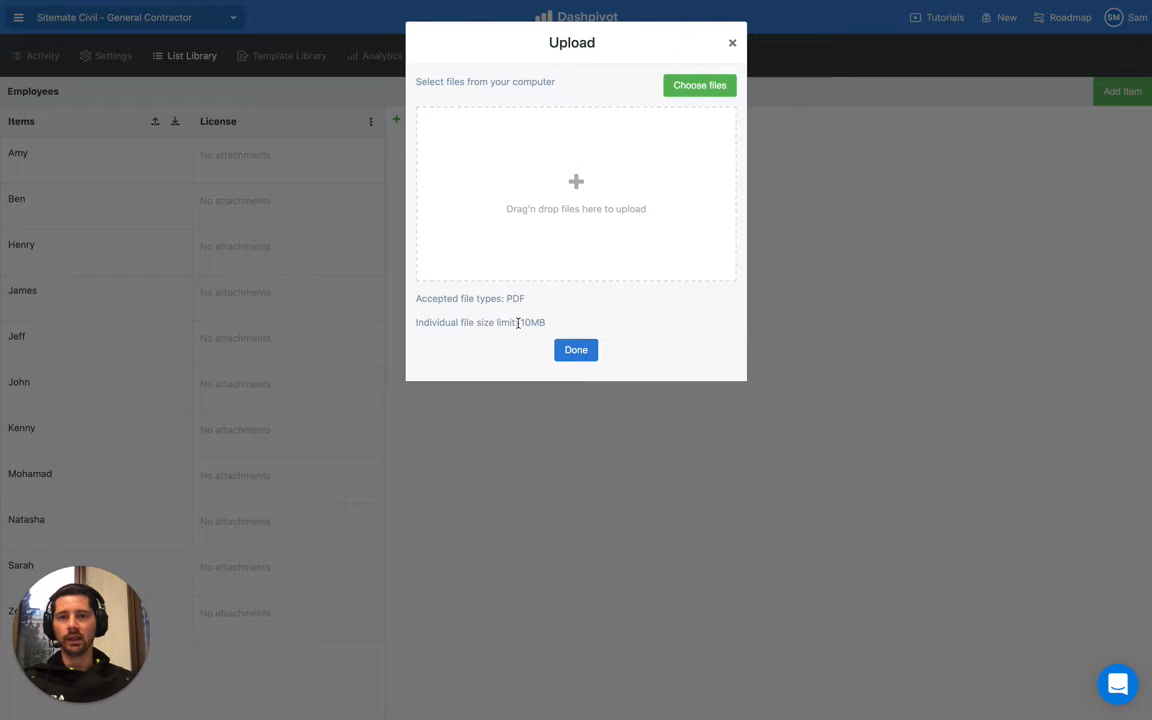 Sitemate Civil - General Contractor
Dashpivot
Tutorials
New
Roadmap
SM
Sam
Activity
Settings
List Library
Template Library
Analytics
Employees
Add Item
Items
License
Amy
No attachments
Ben
No attachments
Henry
No attachments
James
No attachments
Jeff
No attachments
John
No attachments
Kenny
No attachments
Mohamad
No attachments
Natasha
No attachments
Sarah
No attachments
No attachments
Upload
Select files from your computer
Choose files
Drag'n drop files here to upload
Accepted file types: PDF
Individual file size limit: 10MB
Done